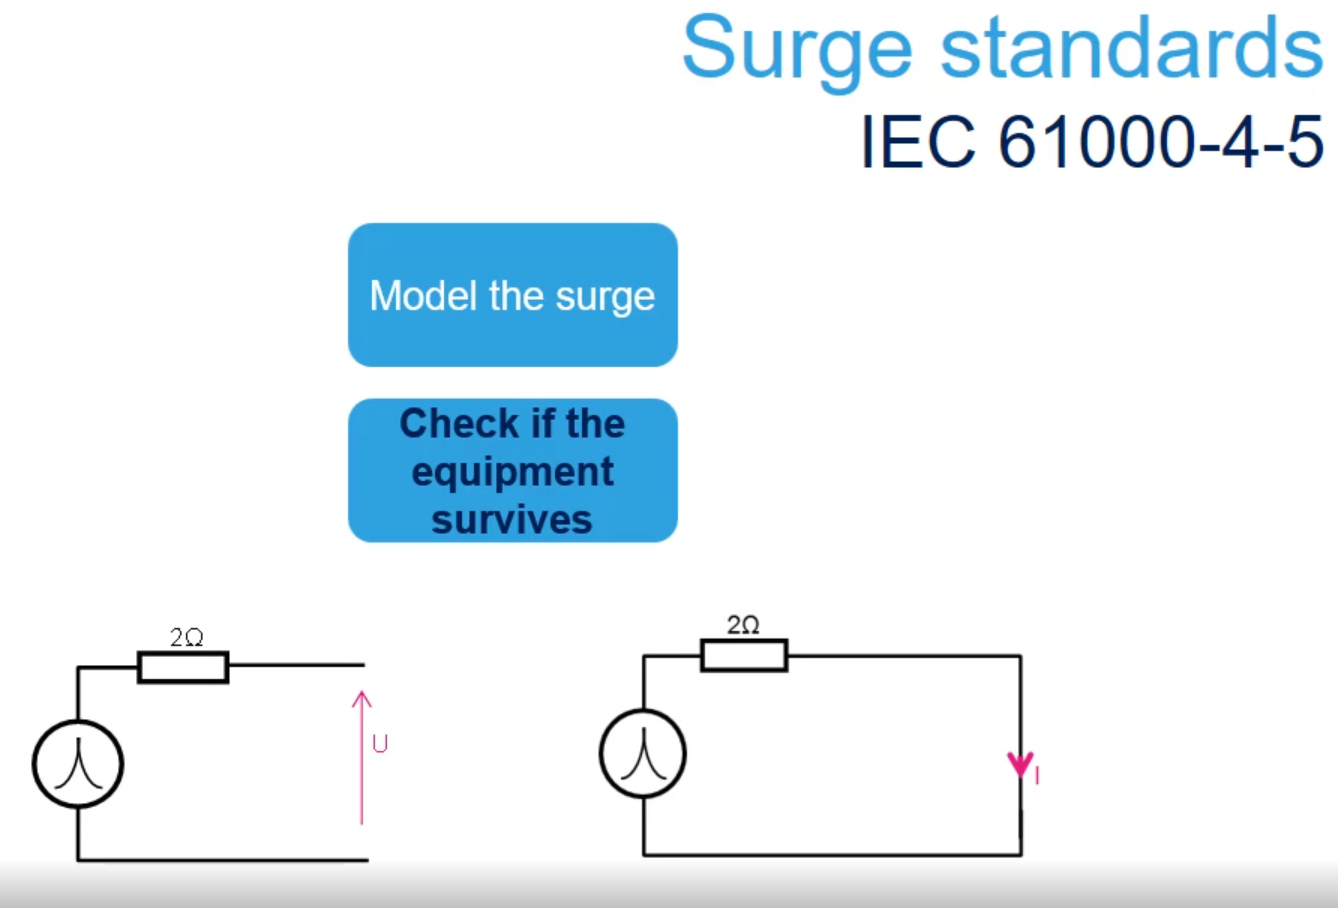 Surge standards
IEC 61000-4-5
Model the surge
Check if the
equipment
survives
2Ω
U
2Ω
I